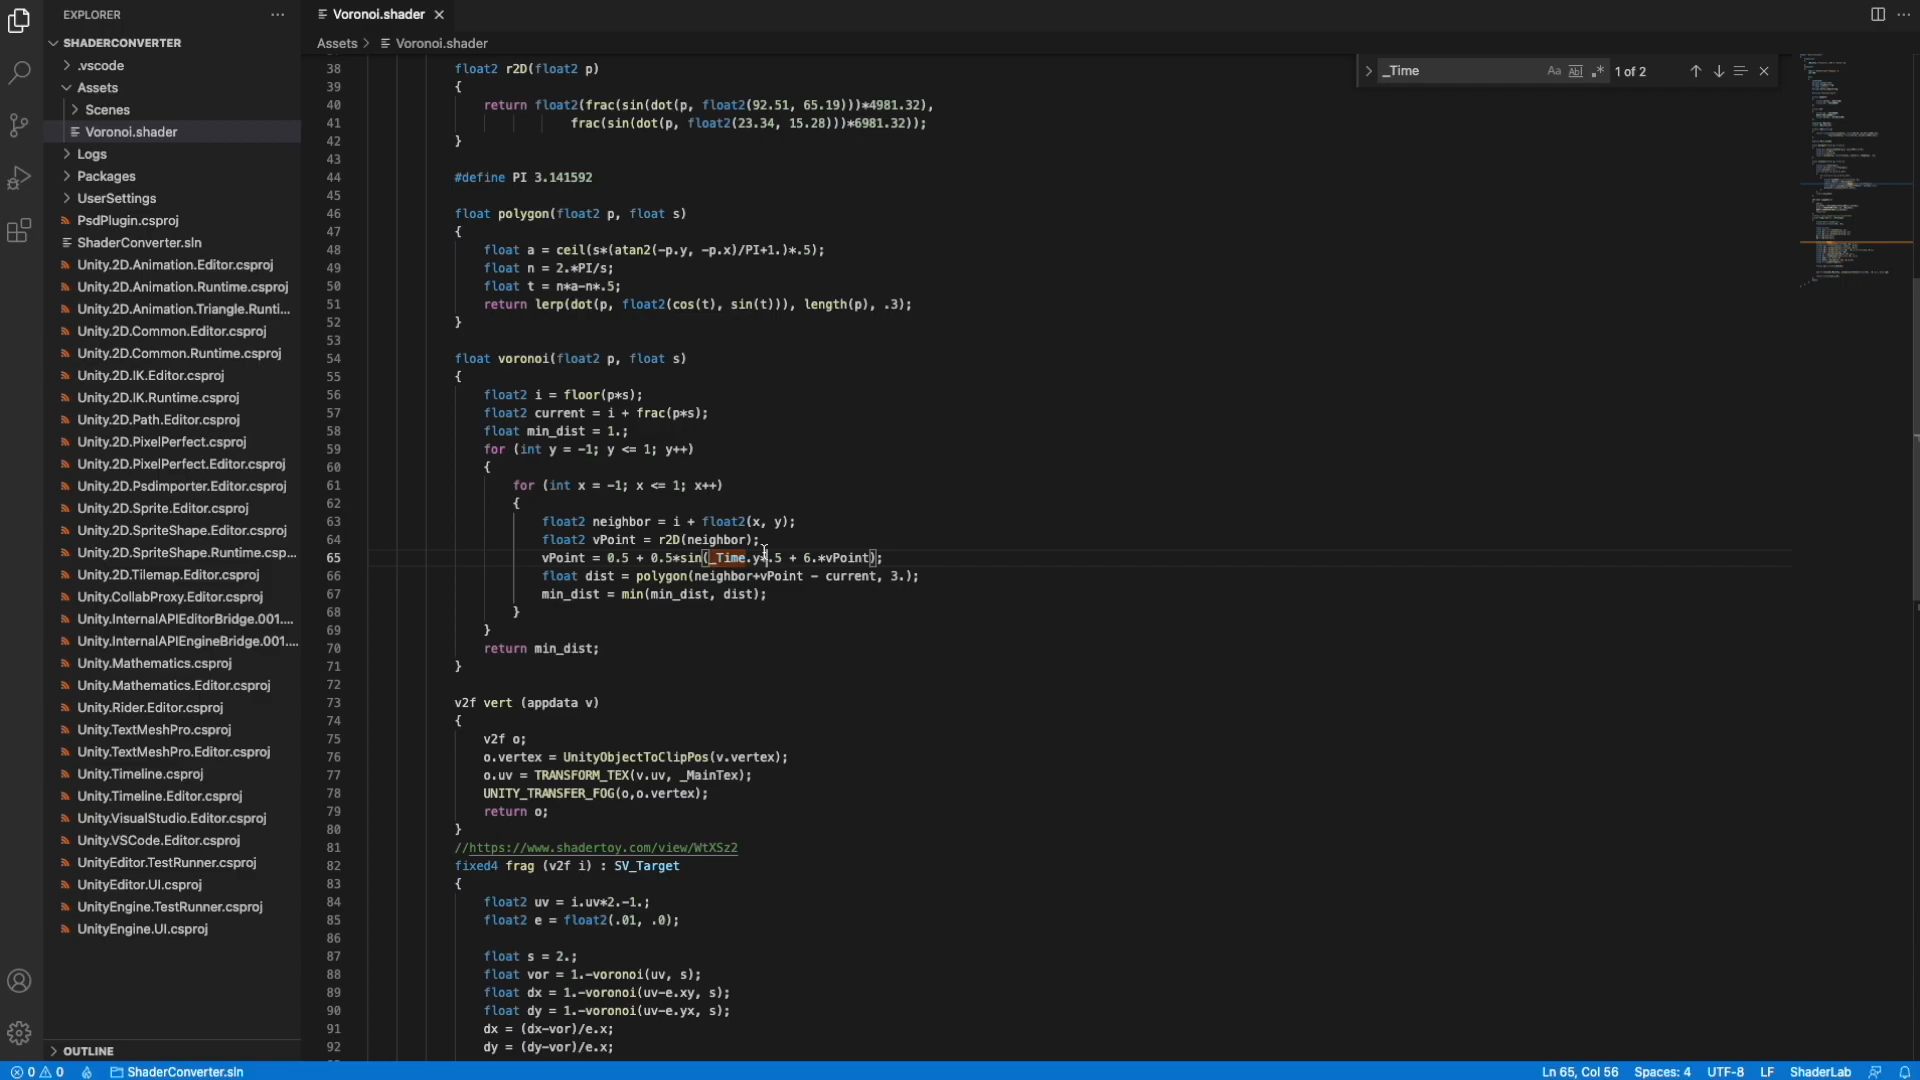 EXPLORER
SHADERCONVERTER
.vscode
Assets
Scenes
Voronoi.shader
Logs
Packages
UserSettings
PsdPlugin.csproj
ShaderConverter.sln
Unity.2D.Animation.Editor.csproj
Unity.2D.Animation.Runtime.csproj
Unity.2D.Animation.Triangle.Runti...
Unity.2D.Common.Editor.csproj
Unity.2D.Common.Runtime.csproj
Unity.2D.IK.Editor.csproj
Unity.2D.IK.Runtime.csproj
Unity.2D.Path.Editor.csproj
Unity.2D.PixelPerfect.csproj
Unity.2D.PixelPerfect.Editor.csproj
Unity.2D.Psdimporter.Editor.csproj
Unity.2D.Sprite.Editor.csproj
Unity.2D.SpriteShape.Editor.csproj
Unity.2D.SpriteShape.Runtime.csp...
Unity.2D.Tilemap.Editor.csproj
Unity.CollabProxy.Editor.csproj
Unity.InternalAPIEditorBridge.001....
Unity.InternalAPIEngineBridge.001...
Unity.Mathematics.csproj
Unity.Mathematics.Editor.csproj
Unity.Rider.Editor.csproj
Unity.TextMeshPro.csproj
Unity.TextMeshPro.Editor.csproj
Unity.Timeline.csproj
Unity.Timeline.Editor.csproj
Unity.VisualStudio.Editor.csproj
Unity.VSCode.Editor.csproj
UnityEditor.TestRunner.csproj
UnityEditor.UI.csproj
UnityEngine.TestRunner.csproj
UnityEngine.UI.csproj
OUTLINE
Voronoi.shader
Assets > Voronoi.shader
_Time Aa Ab .* 1 of 2
38 float2 r2D(float2 p)
39 {
40 return float2(frac(sin(dot(p, float2(92.51, 65.19)))*4981.32),
41 frac(sin(dot(p, float2(23.34, 15.28)))*6981.32));
42 }
43
44 #define PI 3.141592
45
46 float polygon(float2 p, float s)
47 {
48 float a = ceil(s*(atan2(-p.y, -p.x)/PI+1.)*.5);
49 float n = 2.*PI/s;
50 float t = n*a-n*.5;
51 return lerp(dot(p, float2(cos(t), sin(t))), length(p), .3);
52 }
53
54 float voronoi(float2 p, float s)
55 {
56 float2 i = floor(p*s);
57 float2 current = i + frac(p*s);
58 float min_dist = 1.;
59 for (int y = -1; y <= 1; y++)
60 {
61 for (int x = -1; x <= 1; x++)
62 {
63 float2 neighbor = i + float2(x, y);
64 float2 vPoint = r2D(neighbor);
65 vPoint = 0.5 + 0.5*sin(_Time.y*.5 + 6.*vPoint);
66 float dist = polygon(neighbor+vPoint - current, 3.);
67 min_dist = min(min_dist, dist);
68 }
69 }
70 return min_dist;
71 }
72
73 v2f vert (appdata v)
74 {
75 v2f o;
76 o.vertex = UnityObjectToClipPos(v.vertex);
77 o.uv = TRANSFORM_TEX(v.uv, _MainTex);
78 UNITY_TRANSFER_FOG(o,o.vertex);
79 return o;
80 }
81 //https://www.shadertoy.com/view/WtXSz2
82 fixed4 frag (v2f i) : SV_Target
83 {
84 float2 uv = i.uv*2.-1.;
85 float2 e = float2(.01, .0);
86
87 float s = 2.;
88 float vor = 1.-voronoi(uv, s);
89 float dx = 1.-voronoi(uv-e.xy, s);
90 float dy = 1.-voronoi(uv-e.yx, s);
91 dx = (dx-vor)/e.x;
92 dy = (dy-vor)/e.x;
0 0 ShaderConverter.sln Ln 65, Col 56 Spaces: 4 UTF-8 LF ShaderLab